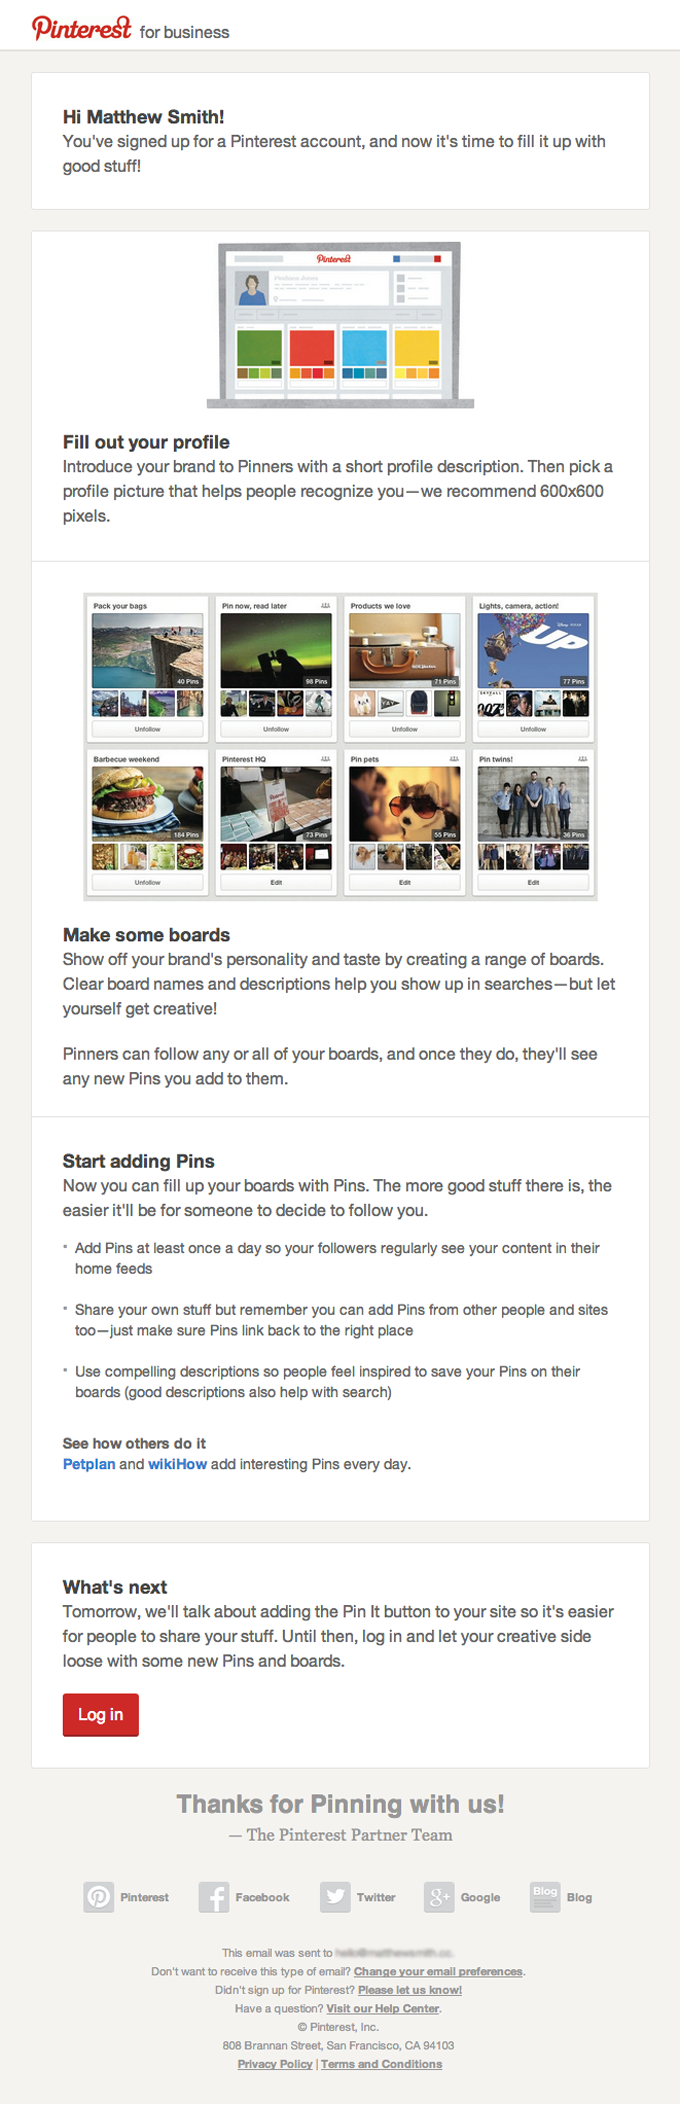 Pinterest for business
Hi Matthew Smith!
You've signed up for a Pinterest account, and now it's time to fill it up with
good stuff!
Pinterest
Fill out your profile
Introduce your brand to Pinners with a short profile description. Then pick a
profile picture that helps people recognize you—we recommend 600x600
pixels.
Pack your bags
Pin now, read later
Products we love
Lights, camera, action!
UP
40 Pins
98 Pins
71 Pins
77 Pins
Unfollow
Unfollow
Unfollow
Unfollow
Barbecue weekend
Pinterest HQ
Pin pets
Pin twins!
184 Pins
73 Pins
55 Pins
36 Pins
Unfollow
Edit
Edit
Edit
Make some boards
Show off your brand's personality and taste by creating a range of boards.
Clear board names and descriptions help you show up in searches—but let
yourself get creative!
Pinners can follow any or all of your boards, and once they do, they'll see
any new Pins you add to them.
Start adding Pins
Now you can fill up your boards with Pins. The more good stuff there is, the
easier it'll be for someone to decide to follow you.
• Add Pins at least once a day so your followers regularly see your content in their
home feeds
• Share your own stuff but remember you can add Pins from other people and sites
too—just make sure Pins link back to the right place
• Use compelling descriptions so people feel inspired to save your Pins on their
boards (good descriptions also help with search)
See how others do it
Petplan and wikiHow add interesting Pins every day.
What's next
Tomorrow, we'll talk about adding the Pin It button to your site so it's easier
for people to share your stuff. Until then, log in and let your creative side
loose with some new Pins and boards.
Log in
Thanks for Pinning with us!
— The Pinterest Partner Team
Pinterest Facebook Twitter Google Blog Blog
This email was sent to
Don't want to receive this type of email? Change your email preferences.
Didn't sign up for Pinterest? Please let us know!
Have a question? Visit our Help Center.
© Pinterest, Inc.
808 Brannan Street, San Francisco, CA 94103
Privacy Policy | Terms and Conditions